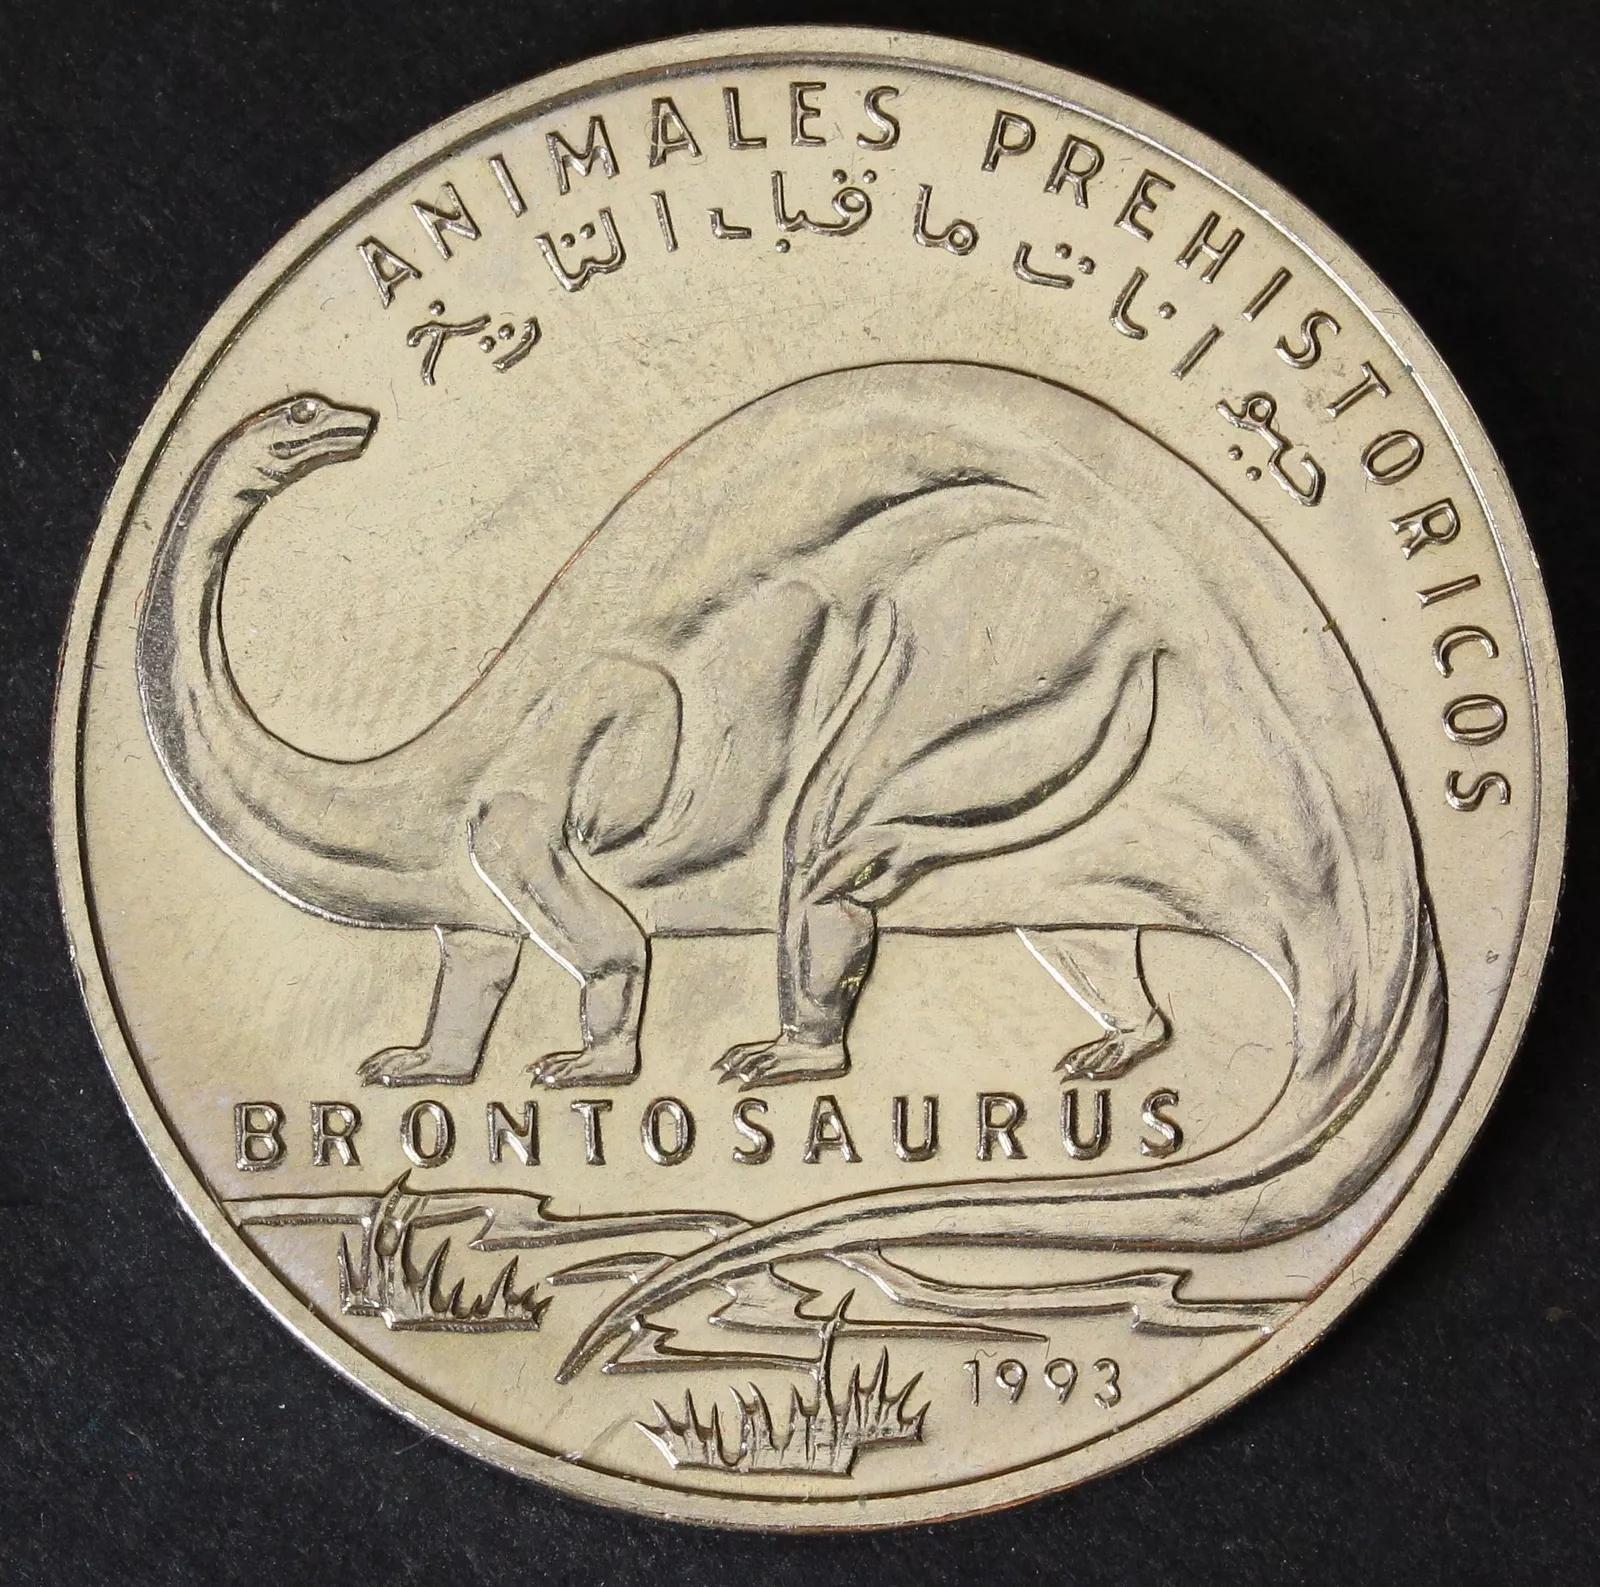 ANIMALES PREHISTORICOS
حيوانات ما قبل التاريخ
BRONTOSAURUS
1993